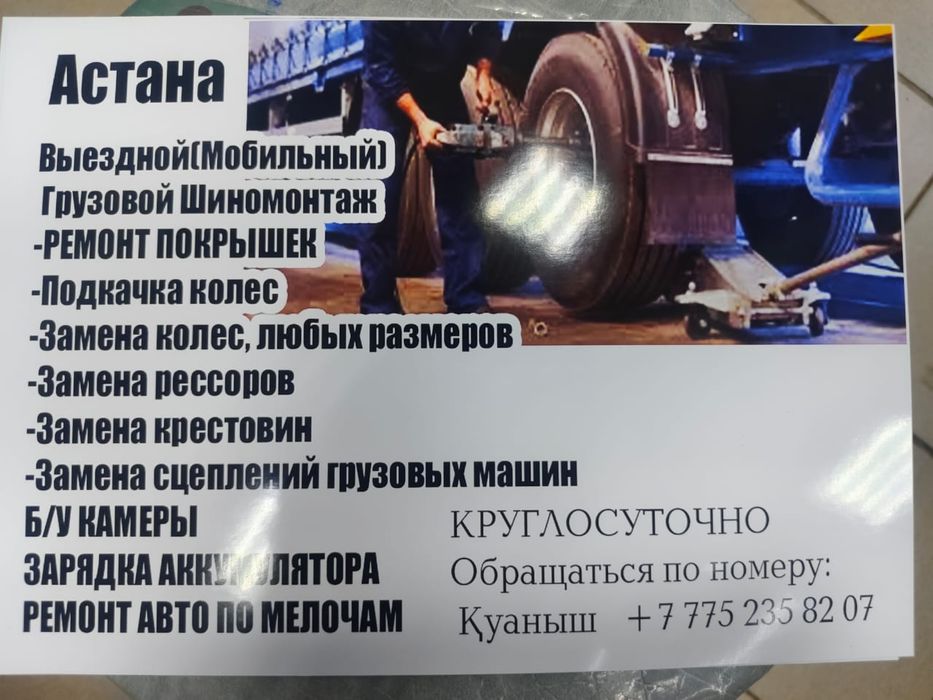 Астана
Выездной(Мобильный)
Грузовой Шиномонтаж
-РЕМОНТ ПОКРЫШЕК
-Подкачка колес
-Замена колес, любых размеров
-Замена рессоров
-Замена крестовин
-Замена сцеплений грузовых машин
Б/У КАМЕРЫ
ЗАРЯДКА АККУМУЛЯТОРА
РЕМОНТ АВТО ПО МЕЛОЧАМ
КРУГЛОСУТОЧНО
Обращаться по номеру:
Қуаныш +7 775 235 82 07